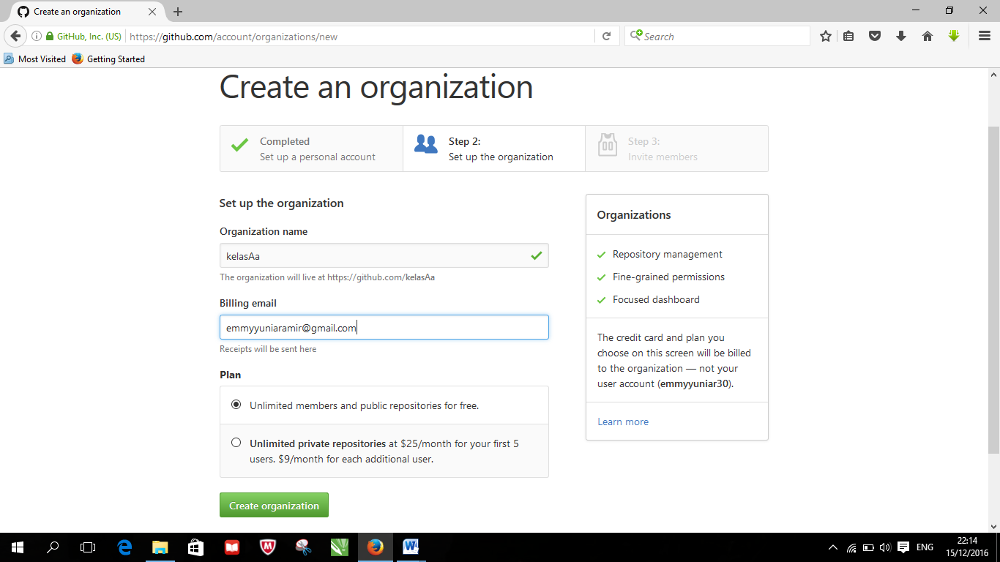 Create an organization
GitHub, Inc. (US)
https://github.com/account/organizations/new
Search
Most Visited
Getting Started
Create an organization
Completed
Set up a personal account
Step 2:
Set up the organization
Step 3:
Invite members
Set up the organization
Organization name
kelasAa
The organization will live at https://github.com/kelasAa
Billing email
emmyyuniaramir@gmail.com
Receipts will be sent here
Plan
Unlimited members and public repositories for free.
Unlimited private repositories at $25/month for your first 5
users. $9/month for each additional user.
Create organization
Organizations
Repository management
Fine-grained permissions
Focused dashboard
The credit card and plan you
choose on this screen will be billed
to the organization — not your
user account (emmyyuniar30).
Learn more
ENG
22:14
15/12/2016